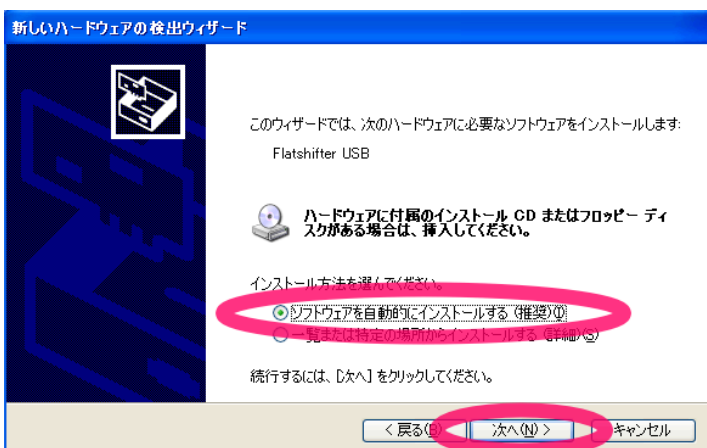 新しいハードウェアの検出ウィザード
このウィザードでは、次のハードウェアに必要なソフトウェアをインストールします:
Flatshifter USB
ハードウェアに付属のインストール CD またはフロッピー ディ
スクがある場合は、挿入してください。
インストール方法を選んでください。
ソフトウェアを自動的にインストールする (推奨)(I)
一覧または特定の場所からインストールする (詳細)(S)
続行するには、[次へ] をクリックしてください。
< 戻る(B) 次へ(N) > キャンセル